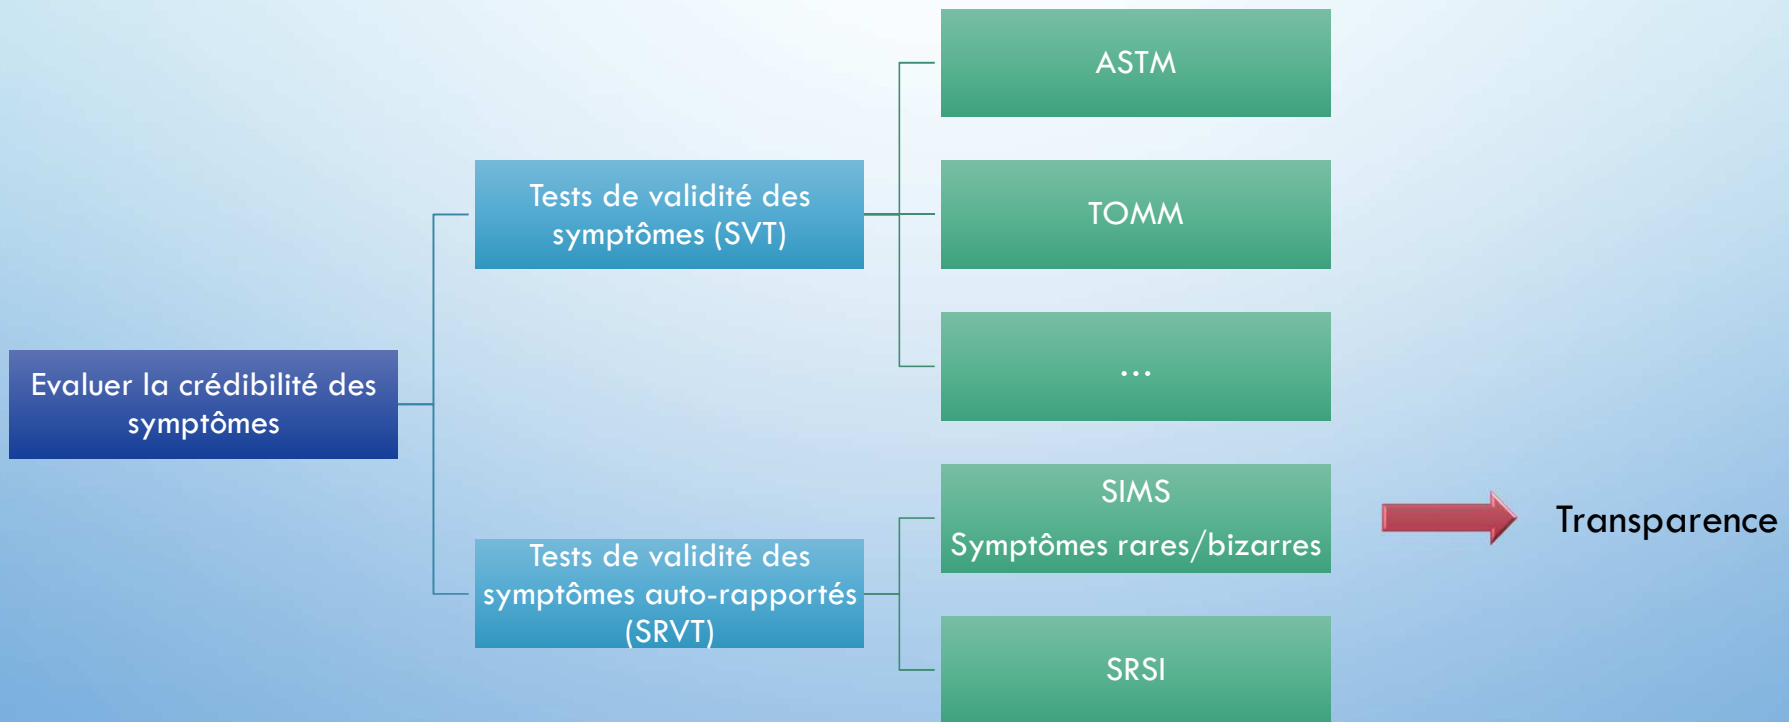 Evaluer la crédibilité des
symptômes
Tests de validité des
symptômes (SVT)
ASTM
TOMM
...
Tests de validité des
symptômes auto-rapportés
(SRVT)
SIMS
Symptômes rares/bizarres
SRSI
Transparence